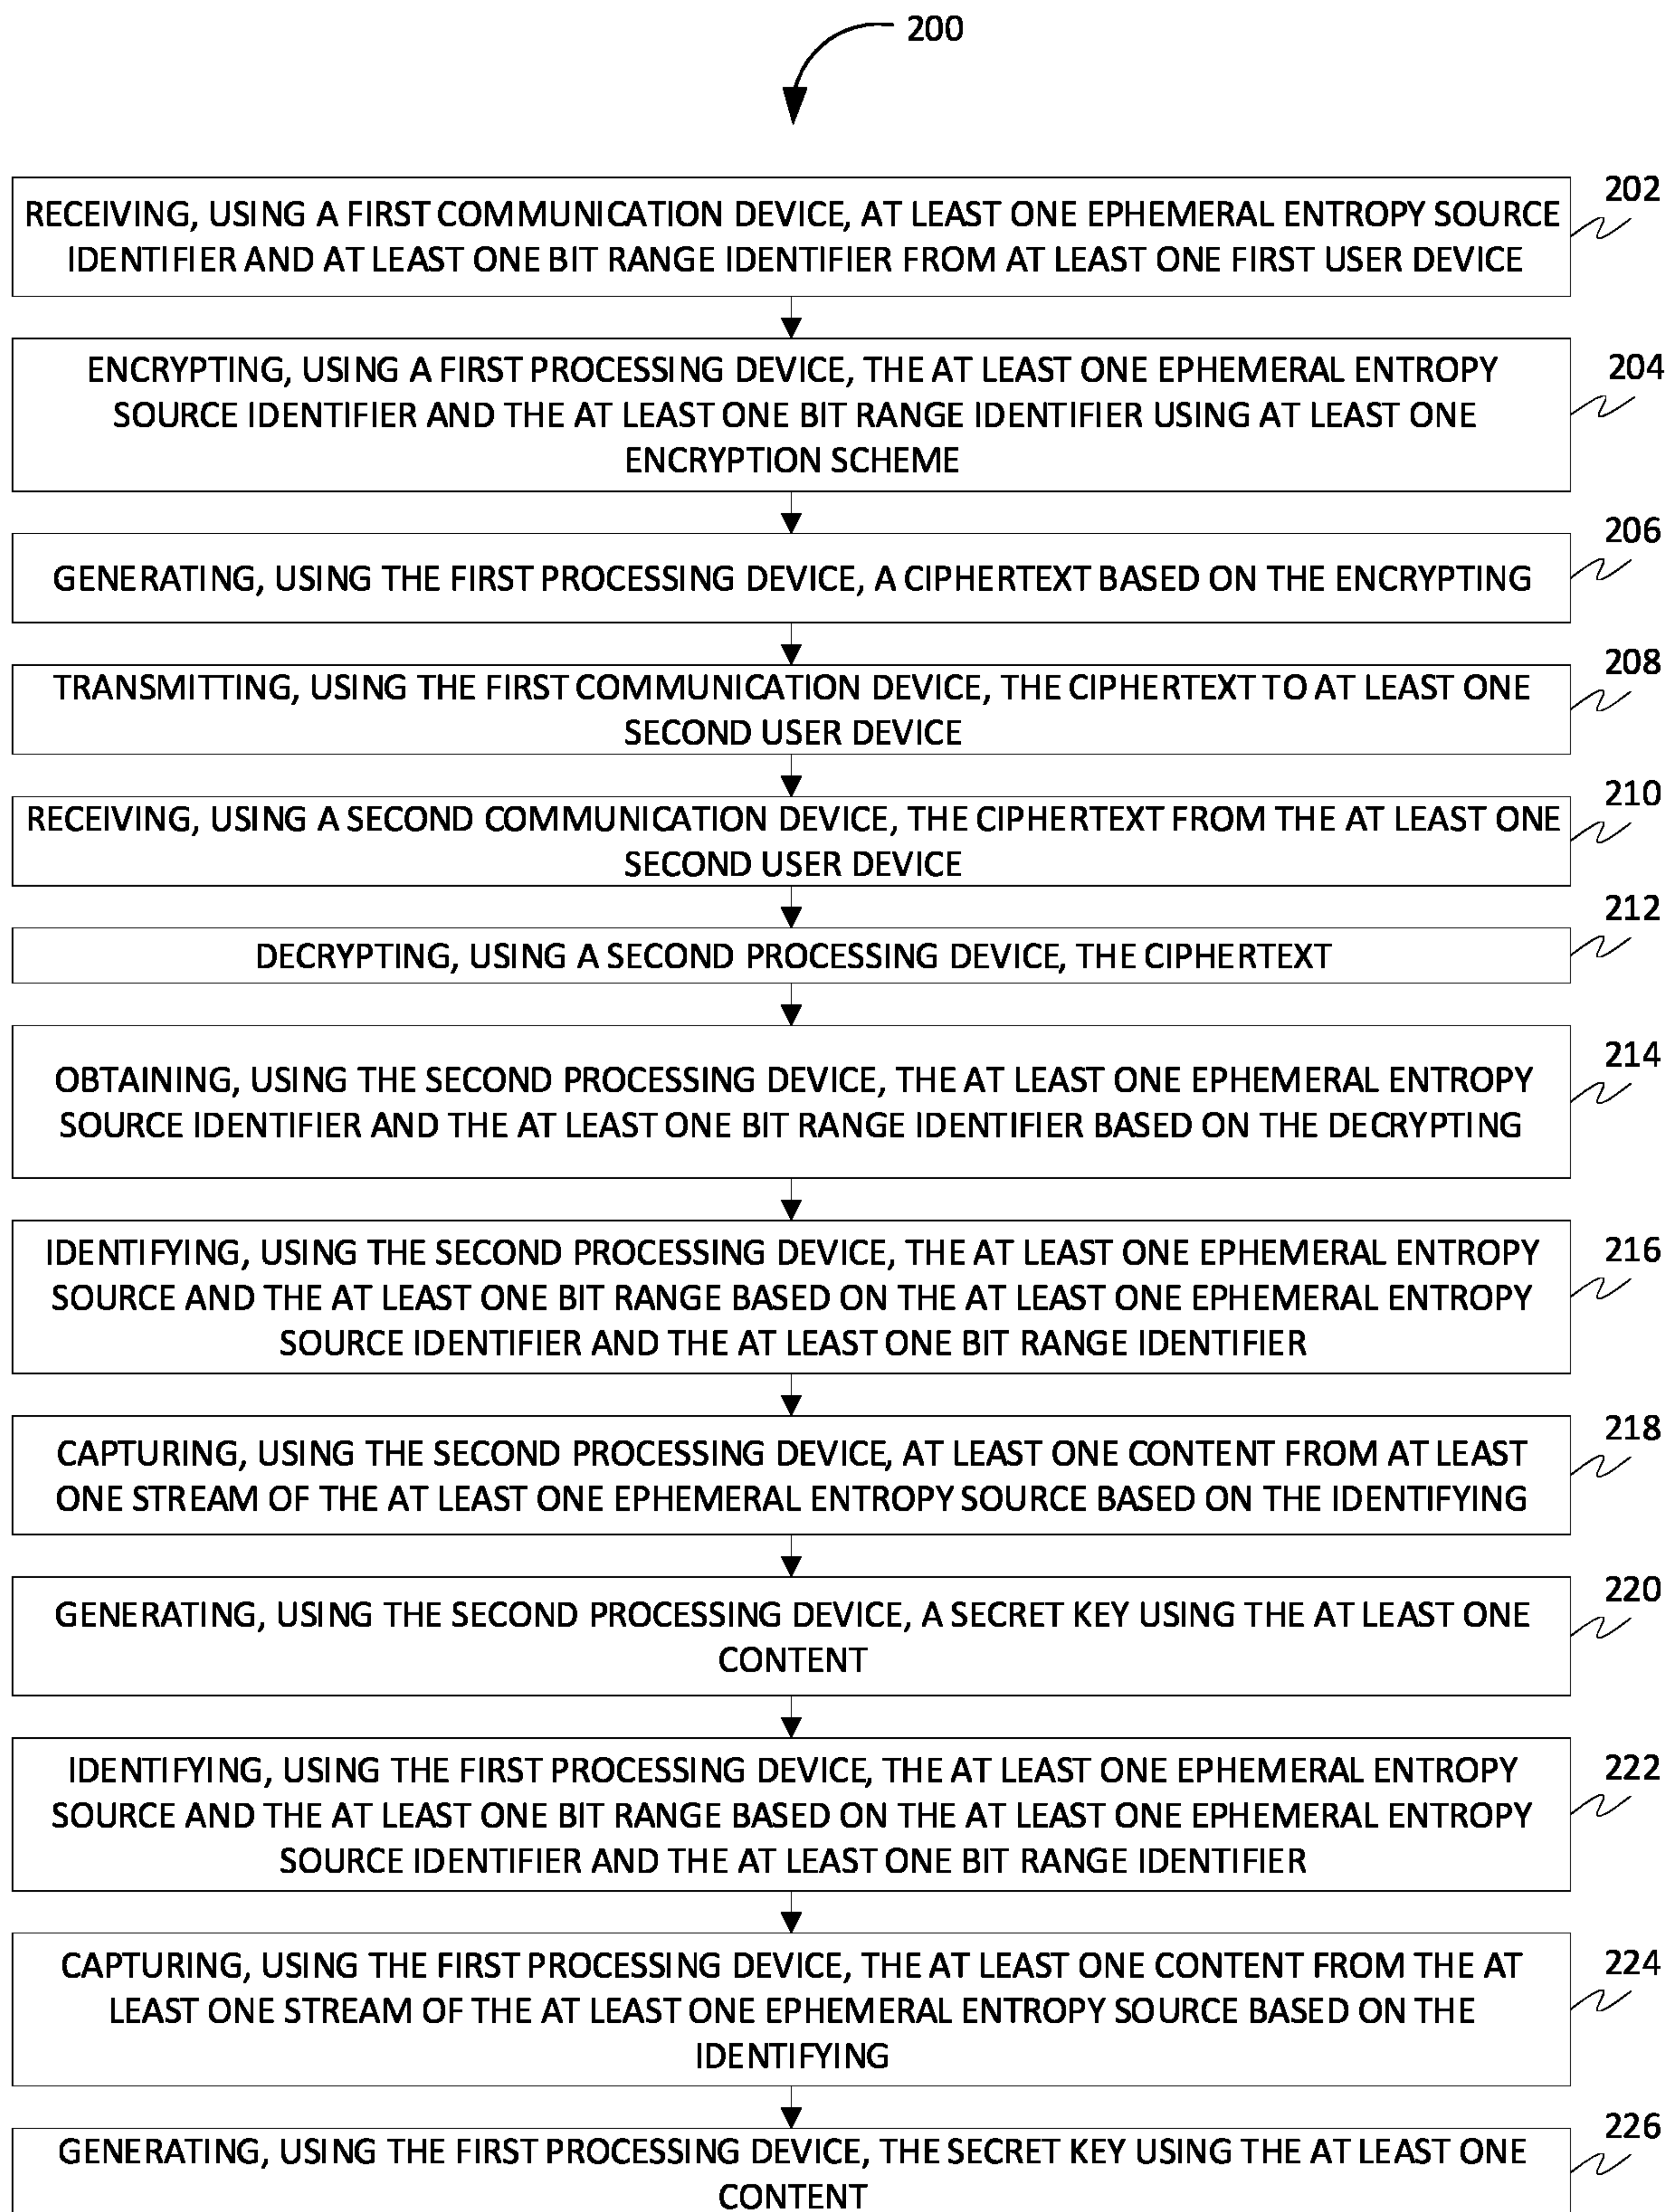 200
202
RECEIVING, USING A FIRST COMMUNICATION DEVICE, AT LEAST ONE EPHEMERAL ENTROPY SOURCE
IDENTIFIER AND AT LEAST ONE BIT RANGE IDENTIFIER FROM AT LEAST ONE FIRST USER DEVICE
204
ENCRYPTING, USING A FIRST PROCESSING DEVICE, THE AT LEAST ONE EPHEMERAL ENTROPY
SOURCE IDENTIFIER AND THE AT LEAST ONE BIT RANGE IDENTIFIER USING AT LEAST ONE
ENCRYPTION SCHEME
206
GENERATING, USING THE FIRST PROCESSING DEVICE, A CIPHERTEXT BASED ON THE ENCRYPTING
208
TRANSMITTING, USING THE FIRST COMMUNICATION DEVICE, THE CIPHERTEXT TO AT LEAST ONE
SECOND USER DEVICE
210
RECEIVING, USING A SECOND COMMUNICATION DEVICE, THE CIPHERTEXT FROM THE AT LEAST ONE
SECOND USER DEVICE
212
DECRYPTING, USING A SECOND PROCESSING DEVICE, THE CIPHERTEXT
214
OBTAINING, USING THE SECOND PROCESSING DEVICE, THE AT LEAST ONE EPHEMERAL ENTROPY
SOURCE IDENTIFIER AND THE AT LEAST ONE BIT RANGE IDENTIFIER BASED ON THE DECRYPTING
216
IDENTIFYING, USING THE SECOND PROCESSING DEVICE, THE AT LEAST ONE EPHEMERAL ENTROPY
SOURCE AND THE AT LEAST ONE BIT RANGE BASED ON THE AT LEAST ONE EPHEMERAL ENTROPY
SOURCE IDENTIFIER AND THE AT LEAST ONE BIT RANGE IDENTIFIER
218
CAPTURING, USING THE SECOND PROCESSING DEVICE, AT LEAST ONE CONTENT FROM AT LEAST
ONE STREAM OF THE AT LEAST ONE EPHEMERAL ENTROPY SOURCE BASED ON THE IDENTIFYING
220
GENERATING, USING THE SECOND PROCESSING DEVICE, A SECRET KEY USING THE AT LEAST ONE
CONTENT
222
IDENTIFYING, USING THE FIRST PROCESSING DEVICE, THE AT LEAST ONE EPHEMERAL ENTROPY
SOURCE AND THE AT LEAST ONE BIT RANGE BASED ON THE AT LEAST ONE EPHEMERAL ENTROPY
SOURCE IDENTIFIER AND THE AT LEAST ONE BIT RANGE IDENTIFIER
224
CAPTURING, USING THE FIRST PROCESSING DEVICE, THE AT LEAST ONE CONTENT FROM THE AT
LEAST ONE STREAM OF THE AT LEAST ONE EPHEMERAL ENTROPY SOURCE BASED ON THE
IDENTIFYING
226
GENERATING, USING THE FIRST PROCESSING DEVICE, THE SECRET KEY USING THE AT LEAST ONE
CONTENT